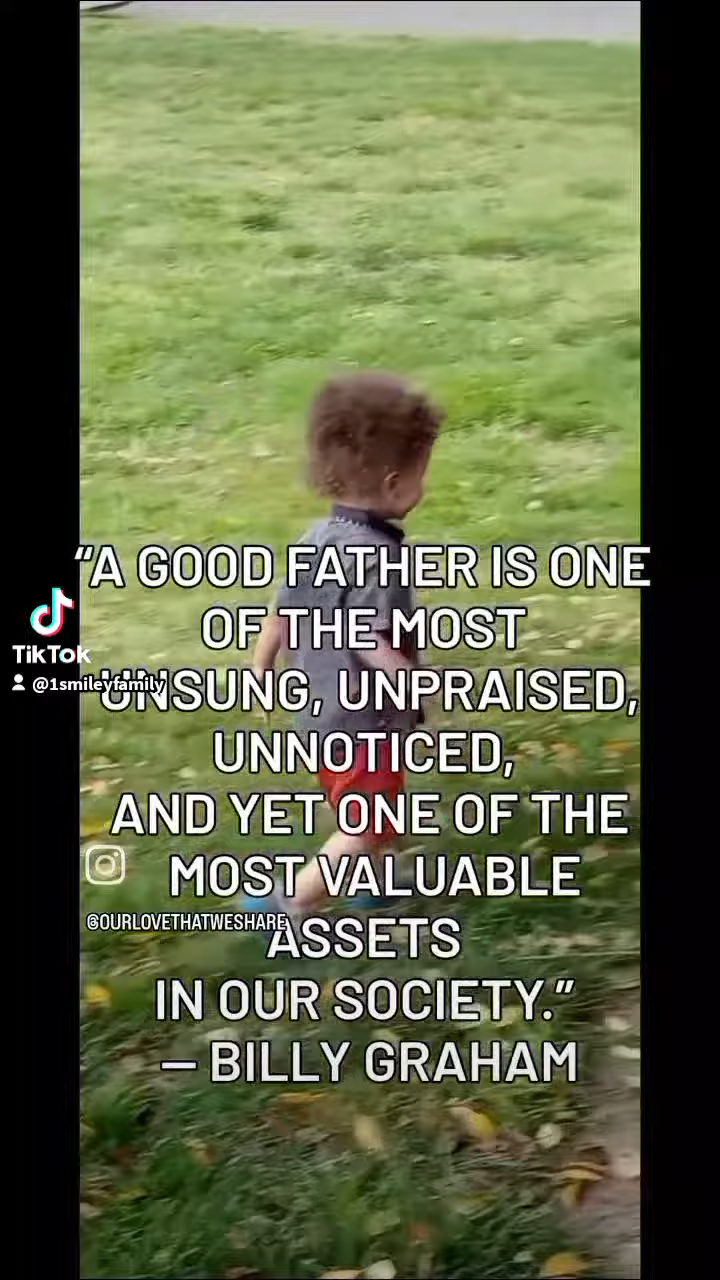 “A GOOD FATHER IS ONE
OF THE MOST
UNSUNG, UNPRAISED,
UNNOTICED,
AND YET ONE OF THE
MOST VALUABLE
ASSETS
IN OUR SOCIETY.”
– BILLY GRAHAM
TikTok
@1smileyfamily
@OURLOVETHATWESHARE